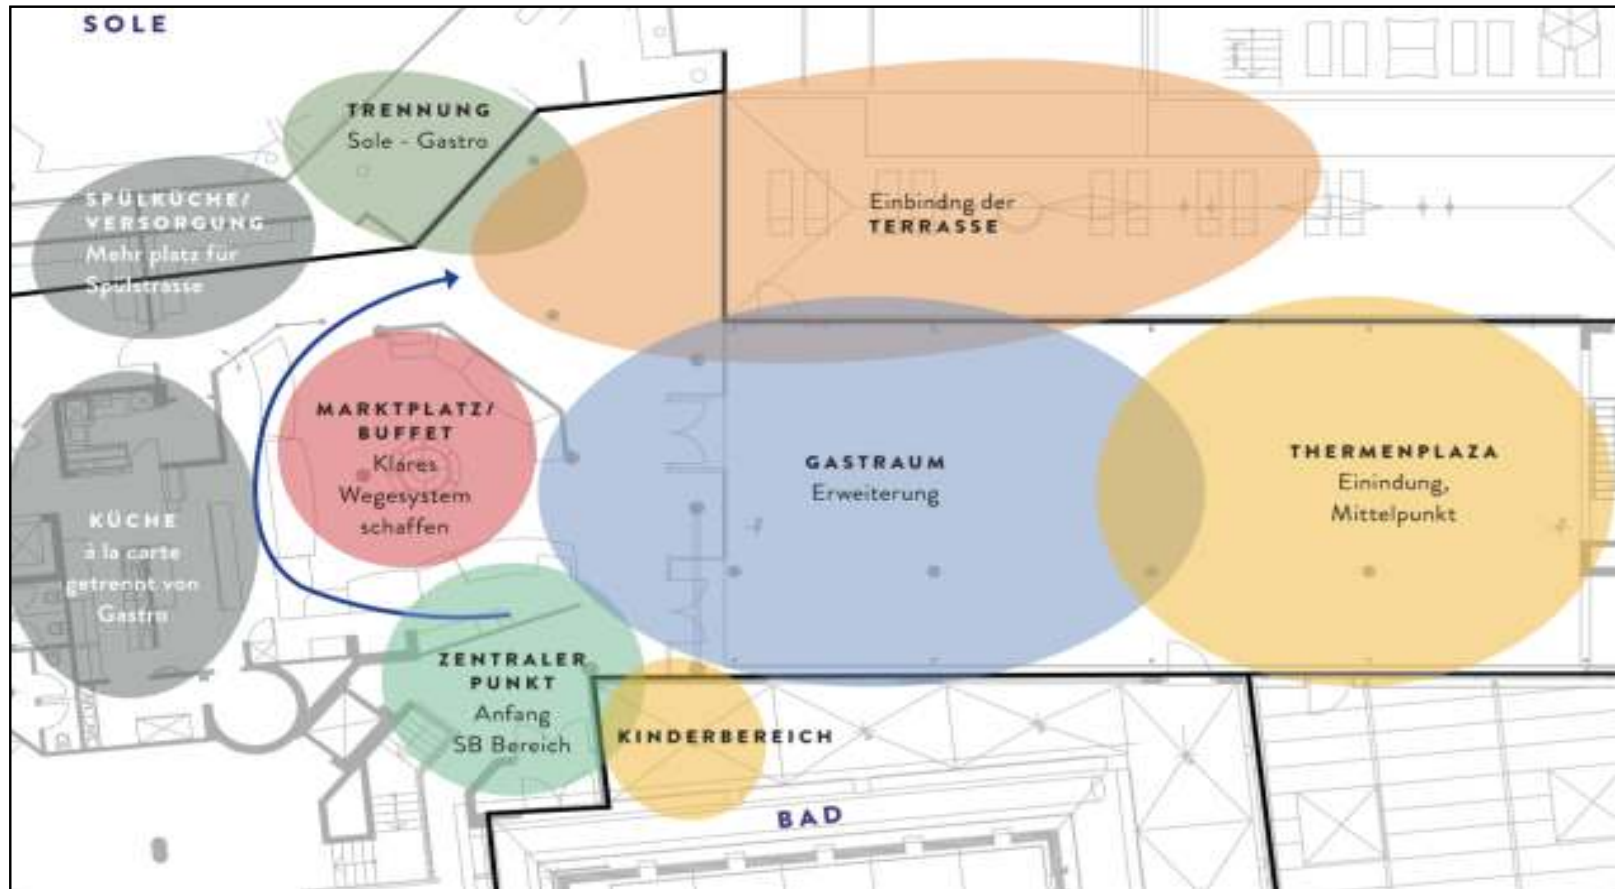 SOLE
TRENNUNG
Sole - Gastro
SPÜLKÜCHE/
VERSORGUNG
Mehr platz für
Spülstrasse
Einbindng der
TERRASSE
MARKTPLATZ/
BUFFET
Klares
Wegesystem
schaffen
GASTRAUM
Erweiterung
THERMENPLAZA
Einindung,
Mittelpunkt
KÜCHE
à la carte
getrennt von
Gastro
ZENTRALER
PUNKT
Anfang
SB Bereich
KINDERBEREICH
BAD